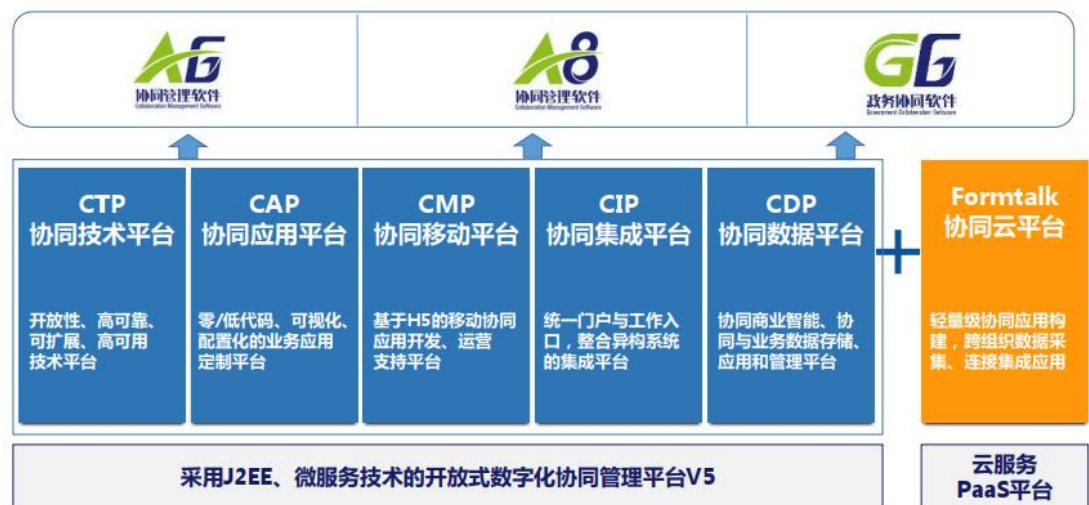 A6
协同管理软件
Collaboration Management Software
A8
协同管理软件
Collaboration Management Software
G6
政务协同软件
Government Collaboration Software
CTP
协同技术平台
开放性、高可靠、
可扩展、高可用
技术平台
CAP
协同应用平台
零/低代码、可视化、
配置化的业务应用
定制平台
CMP
协同移动平台
基于H5的移动协同
应用开发、运营
支持平台
CIP
协同集成平台
统一门户与工作入
口，整合异构系统
的集成平台
CDP
协同数据平台
协同商业智能、协
同与业务数据存储、
应用和管理平台
+
Formtalk
协同云平台
轻量级协同应用构
建，跨组织数据采
集、连接集成应用
采用J2EE、微服务技术的开放式数字化协同管理平台V5
云服务
PaaS平台